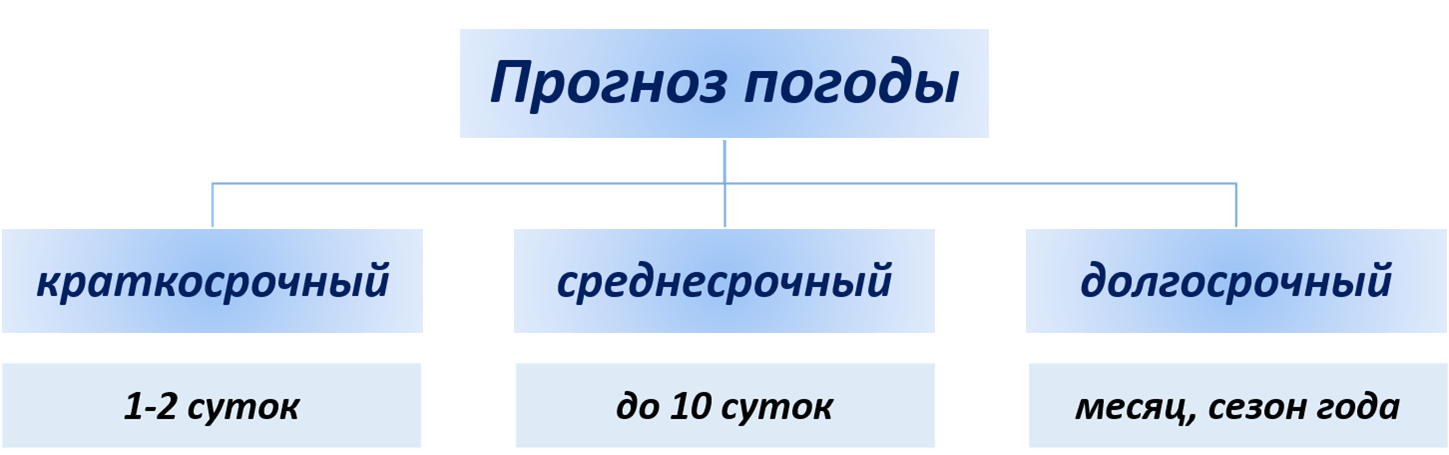 Прогноз погоды
краткосрочный
среднесрочный
долгосрочный
1-2 суток
до 10 суток
месяц, сезон года